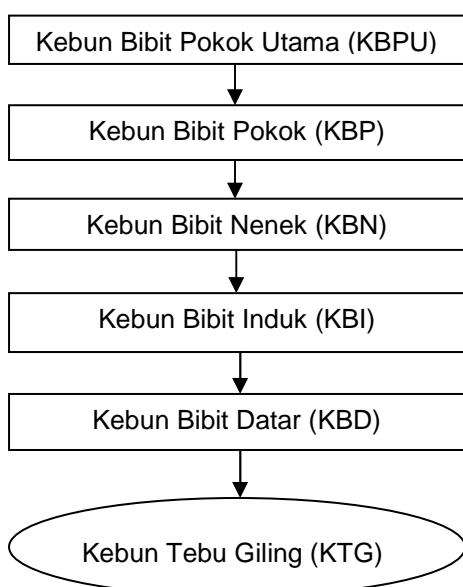 Kebun Bibit Pokok Utama (KBPU)
Kebun Bibit Pokok (KBP)
Kebun Bibit Nenek (KBN)
Kebun Bibit Induk (KBI)
Kebun Bibit Datar (KBD)
Kebun Tebu Giling (KTG)